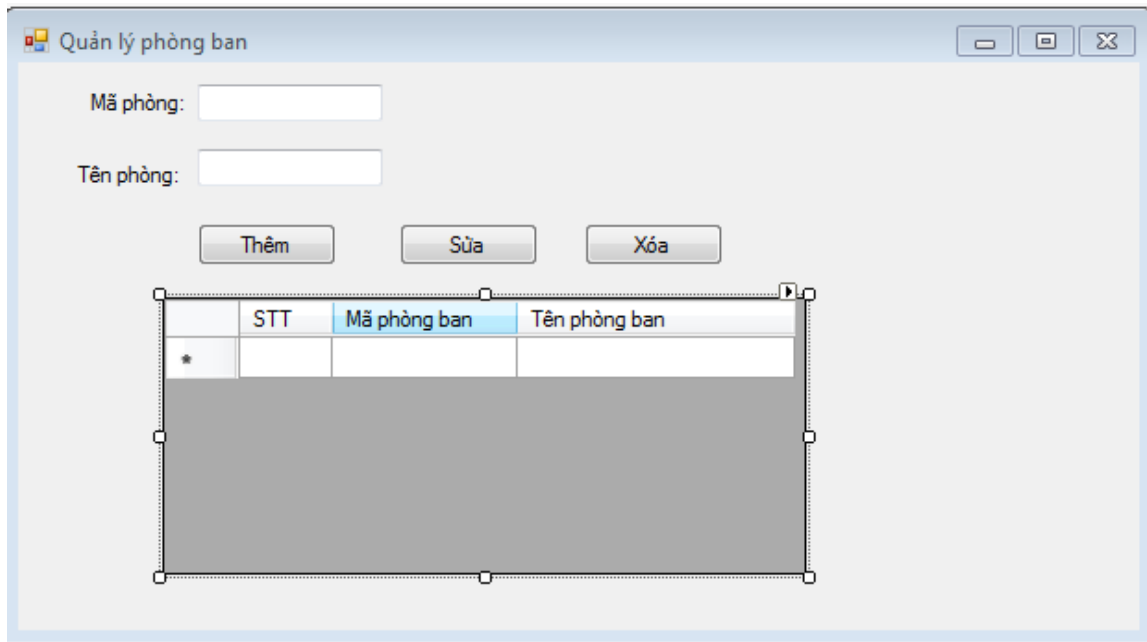 Quản lý phòng ban
Mã phòng:
Tên phòng:
Thêm Sửa Xóa
STT Mã phòng ban Tên phòng ban
*